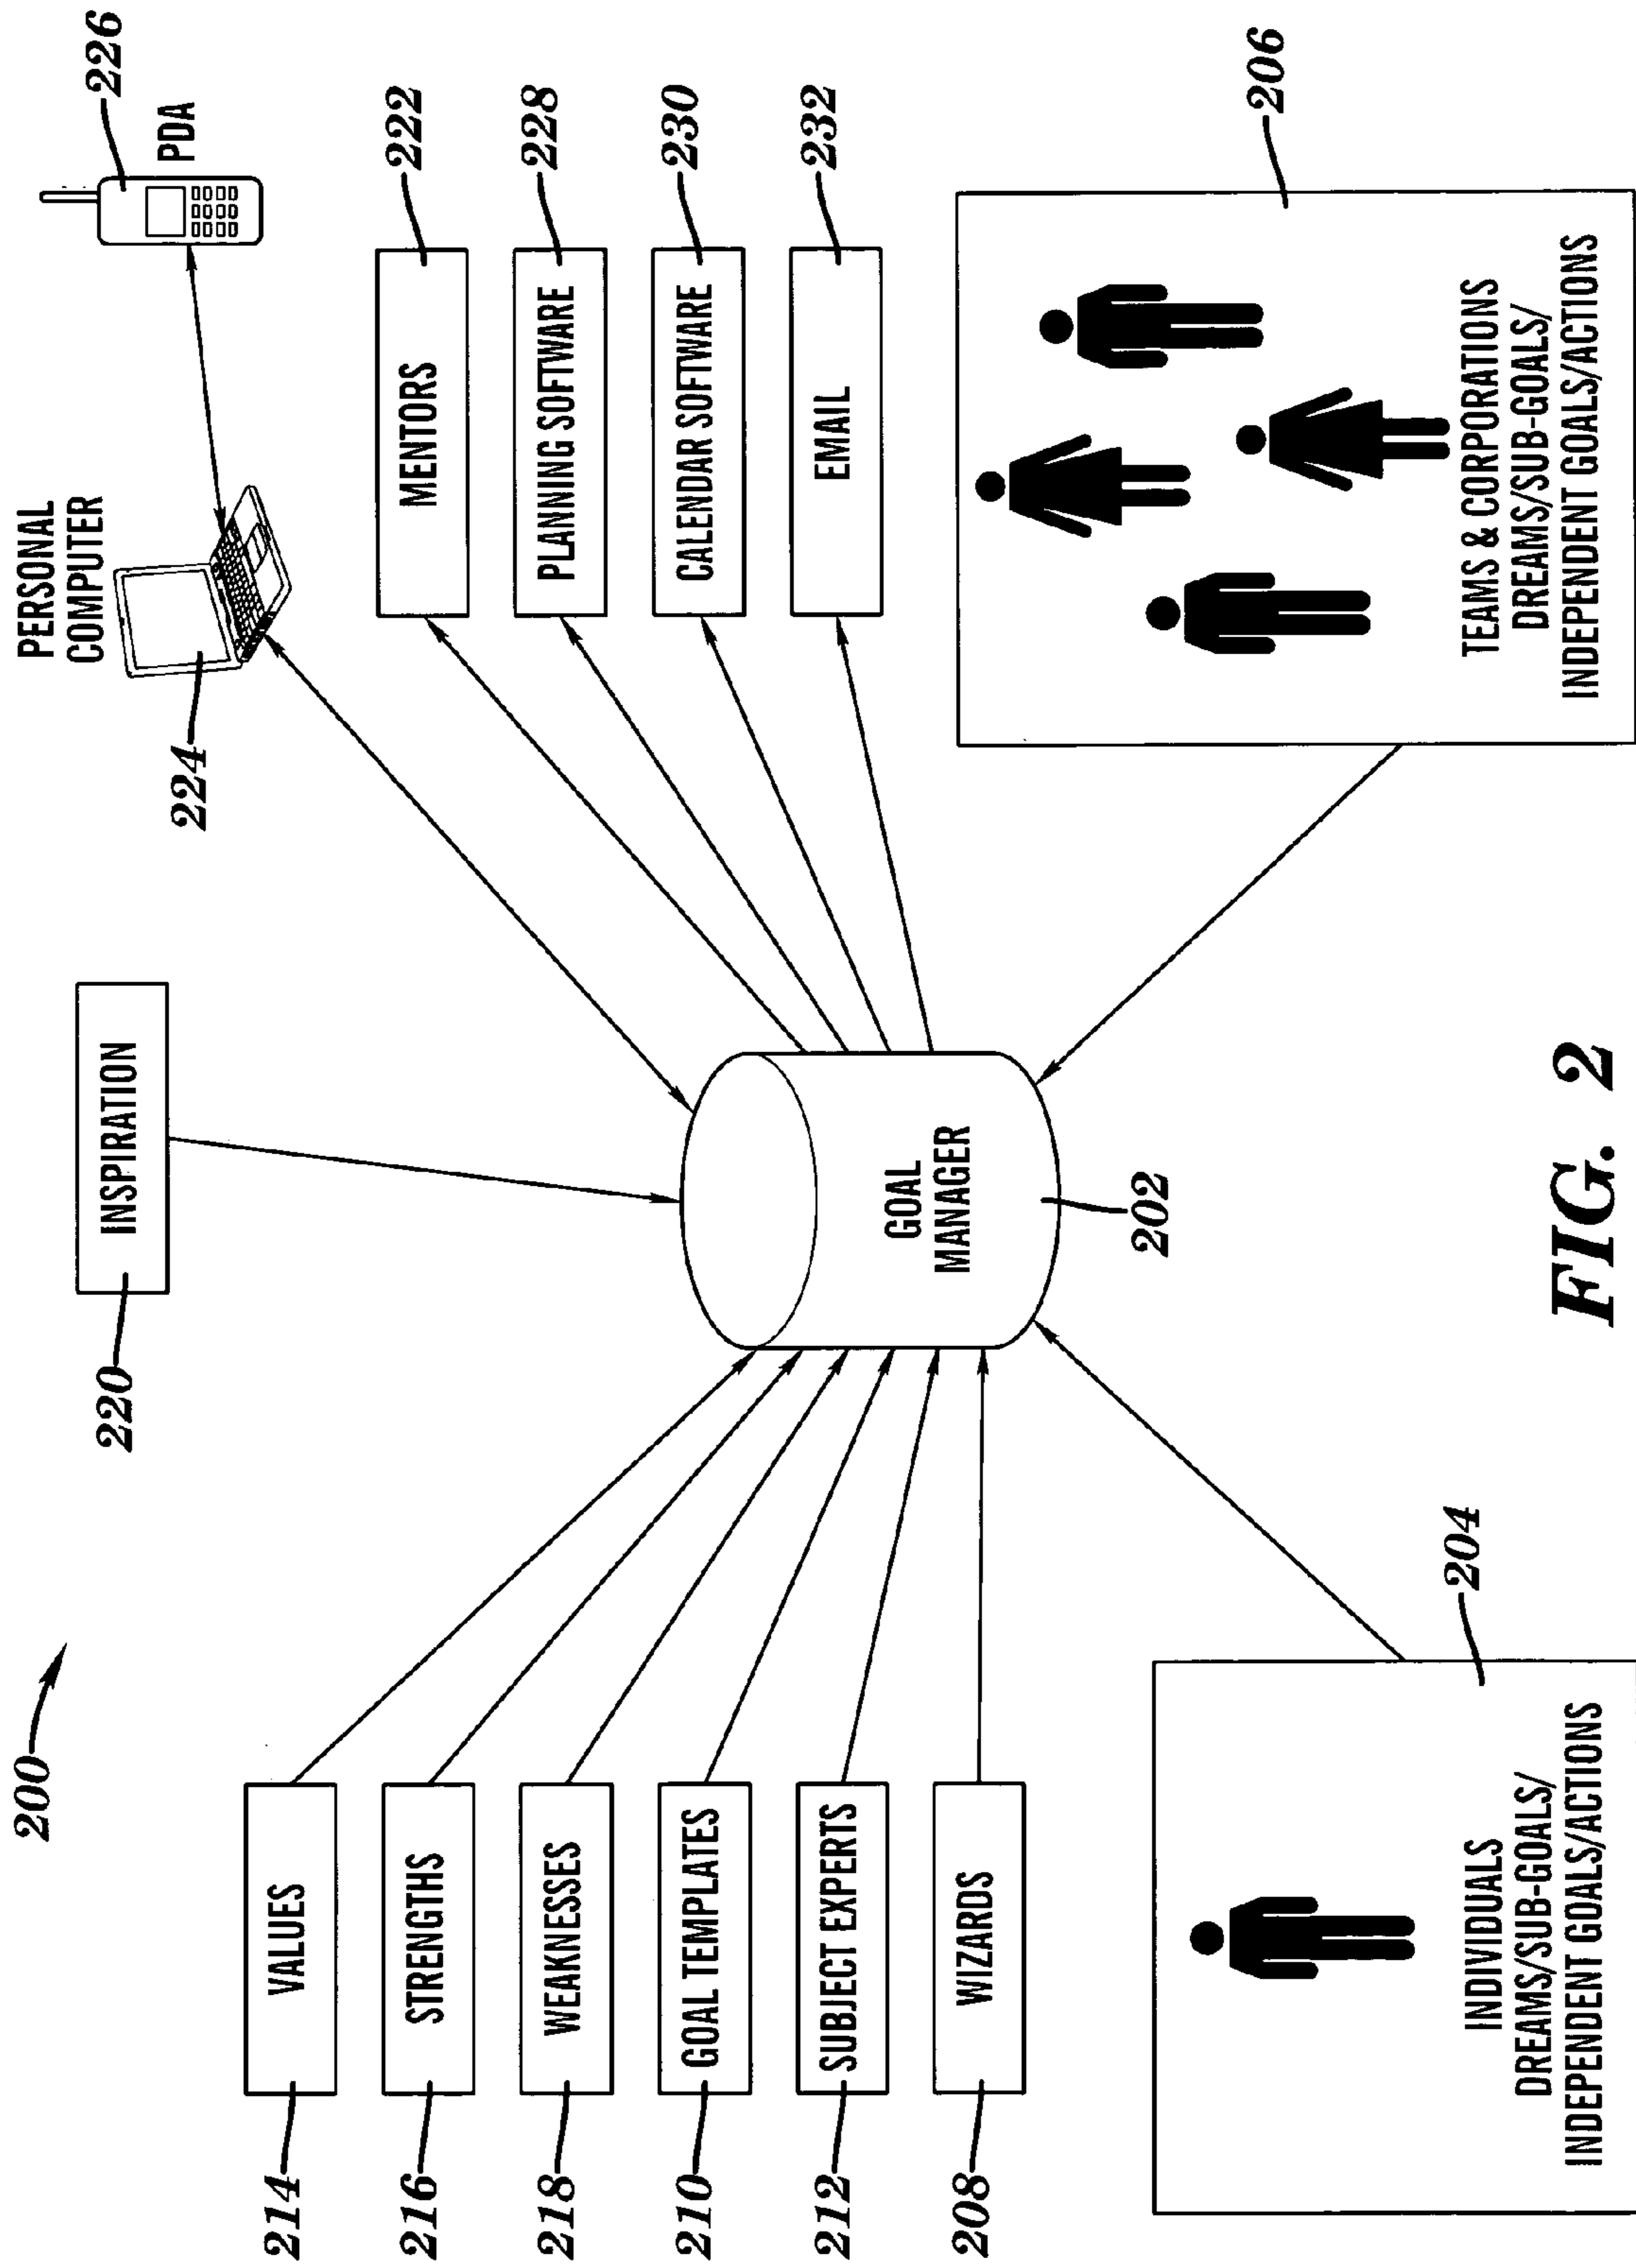 200
220
INSPIRATION
PERSONAL
COMPUTER
224
226
PDA
214
VALUES
216
STRENGTHS
218
WEAKNESSES
210
GOAL TEMPLATES
212
SUBJECT EXPERTS
208
WIZARDS
GOAL
MANAGER
202
MENTORS
222
PLANNING SOFTWARE
228
CALENDAR SOFTWARE
230
EMAIL
232
204
INDIVIDUALS
DREAMS/SUB-GOALS/
INDEPENDENT GOALS/ACTIONS
206
TEAMS & CORPORATIONS
DREAMS/SUB-GOALS/
INDEPENDENT GOALS/ACTIONS
FIG. 2